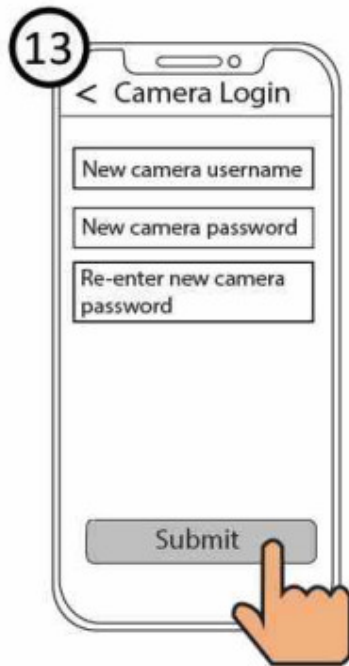 13
< Camera Login
New camera username
New camera password
Re-enter new camera
password
Submit